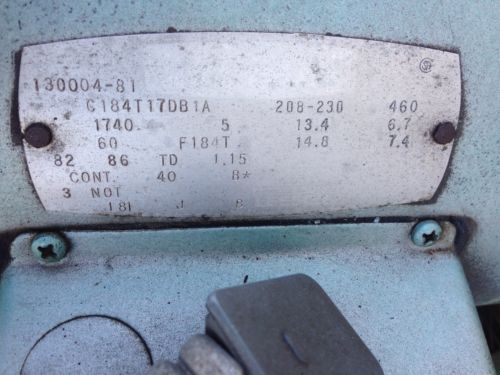 130004-81
C184T17DB1A 208-230 460
1740 5 13.4 6.7
60 F184T 14.8 7.4
82 86 TD 1.15
CONT. 40 B*
3 NOT
181 J B